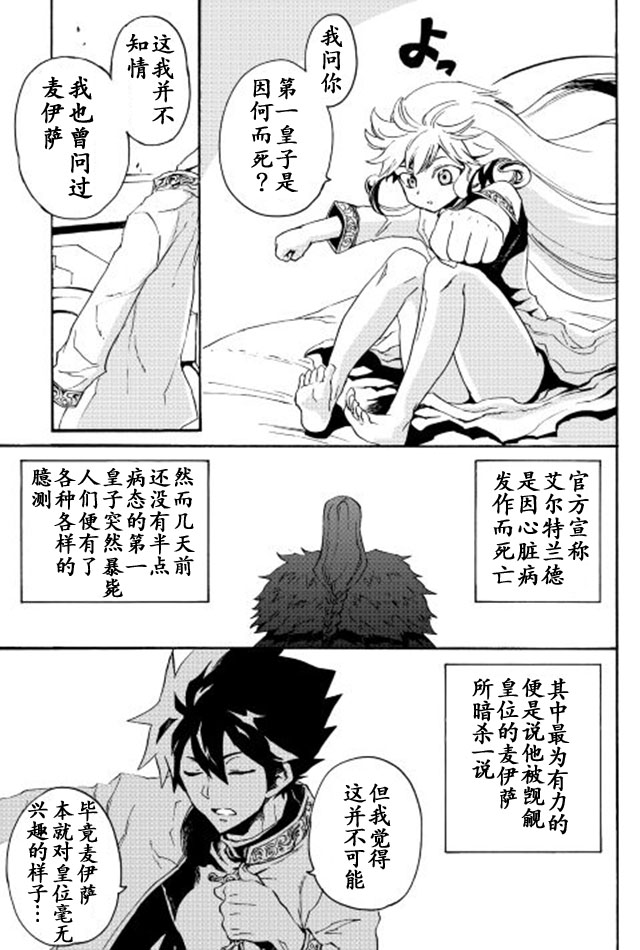 よっ
我问你
第一皇子是
因何而死？
这我并不
知情
我也曾问过
麦伊萨
官方宣称
艾尔特兰德
是因心脏病
发作而死亡
然而几天前
还没有半点
病态的第一
皇子突然暴毙
人们便有了
各种各样的
臆测
其中最为有力的
便是说他被觊觎
皇位的麦伊萨
所暗杀一说
但我觉得
这并不可能
毕竟麦伊萨
本就对皇位毫无
兴趣的样子…